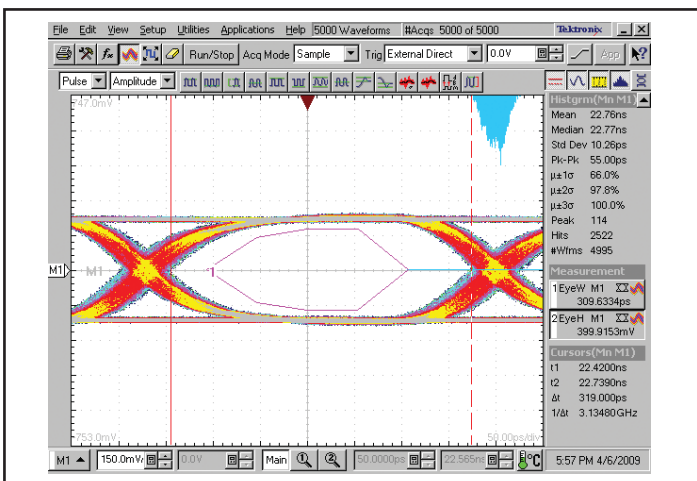 File Edit View Setup Utilities Applications Help 5000 Waveforms #Acqs 5000 of 5000 Tektronix
Run/Stop Acq Mode Sample Trig External Direct 0.0V App
Pulse Amplitude
747.0mV
Histgrm(Mn M1)
Mean 22.76ns
Median 22.77ns
Std Dev 10.26ps
Pk-Pk 55.00ps
µ±1σ 66.0%
µ±2σ 97.8%
µ±3σ 100.0%
Peak 114
Hits 2522
#Wfms 4995
M1 M1 1
Measurement
1 EyeW M1
309.6334ps
2 EyeH M1
399.9153mV
Cursors(Mn M1)
t1 22.4200ns
t2 22.7390ns
Δt 319.000ps
1/Δt 3.13480GHz
-753.0mV 50.00ps/div
M1 150.0mV/ 0.0V Main 50.0000ps 22.565ns °C 5:57 PM 4/6/2009